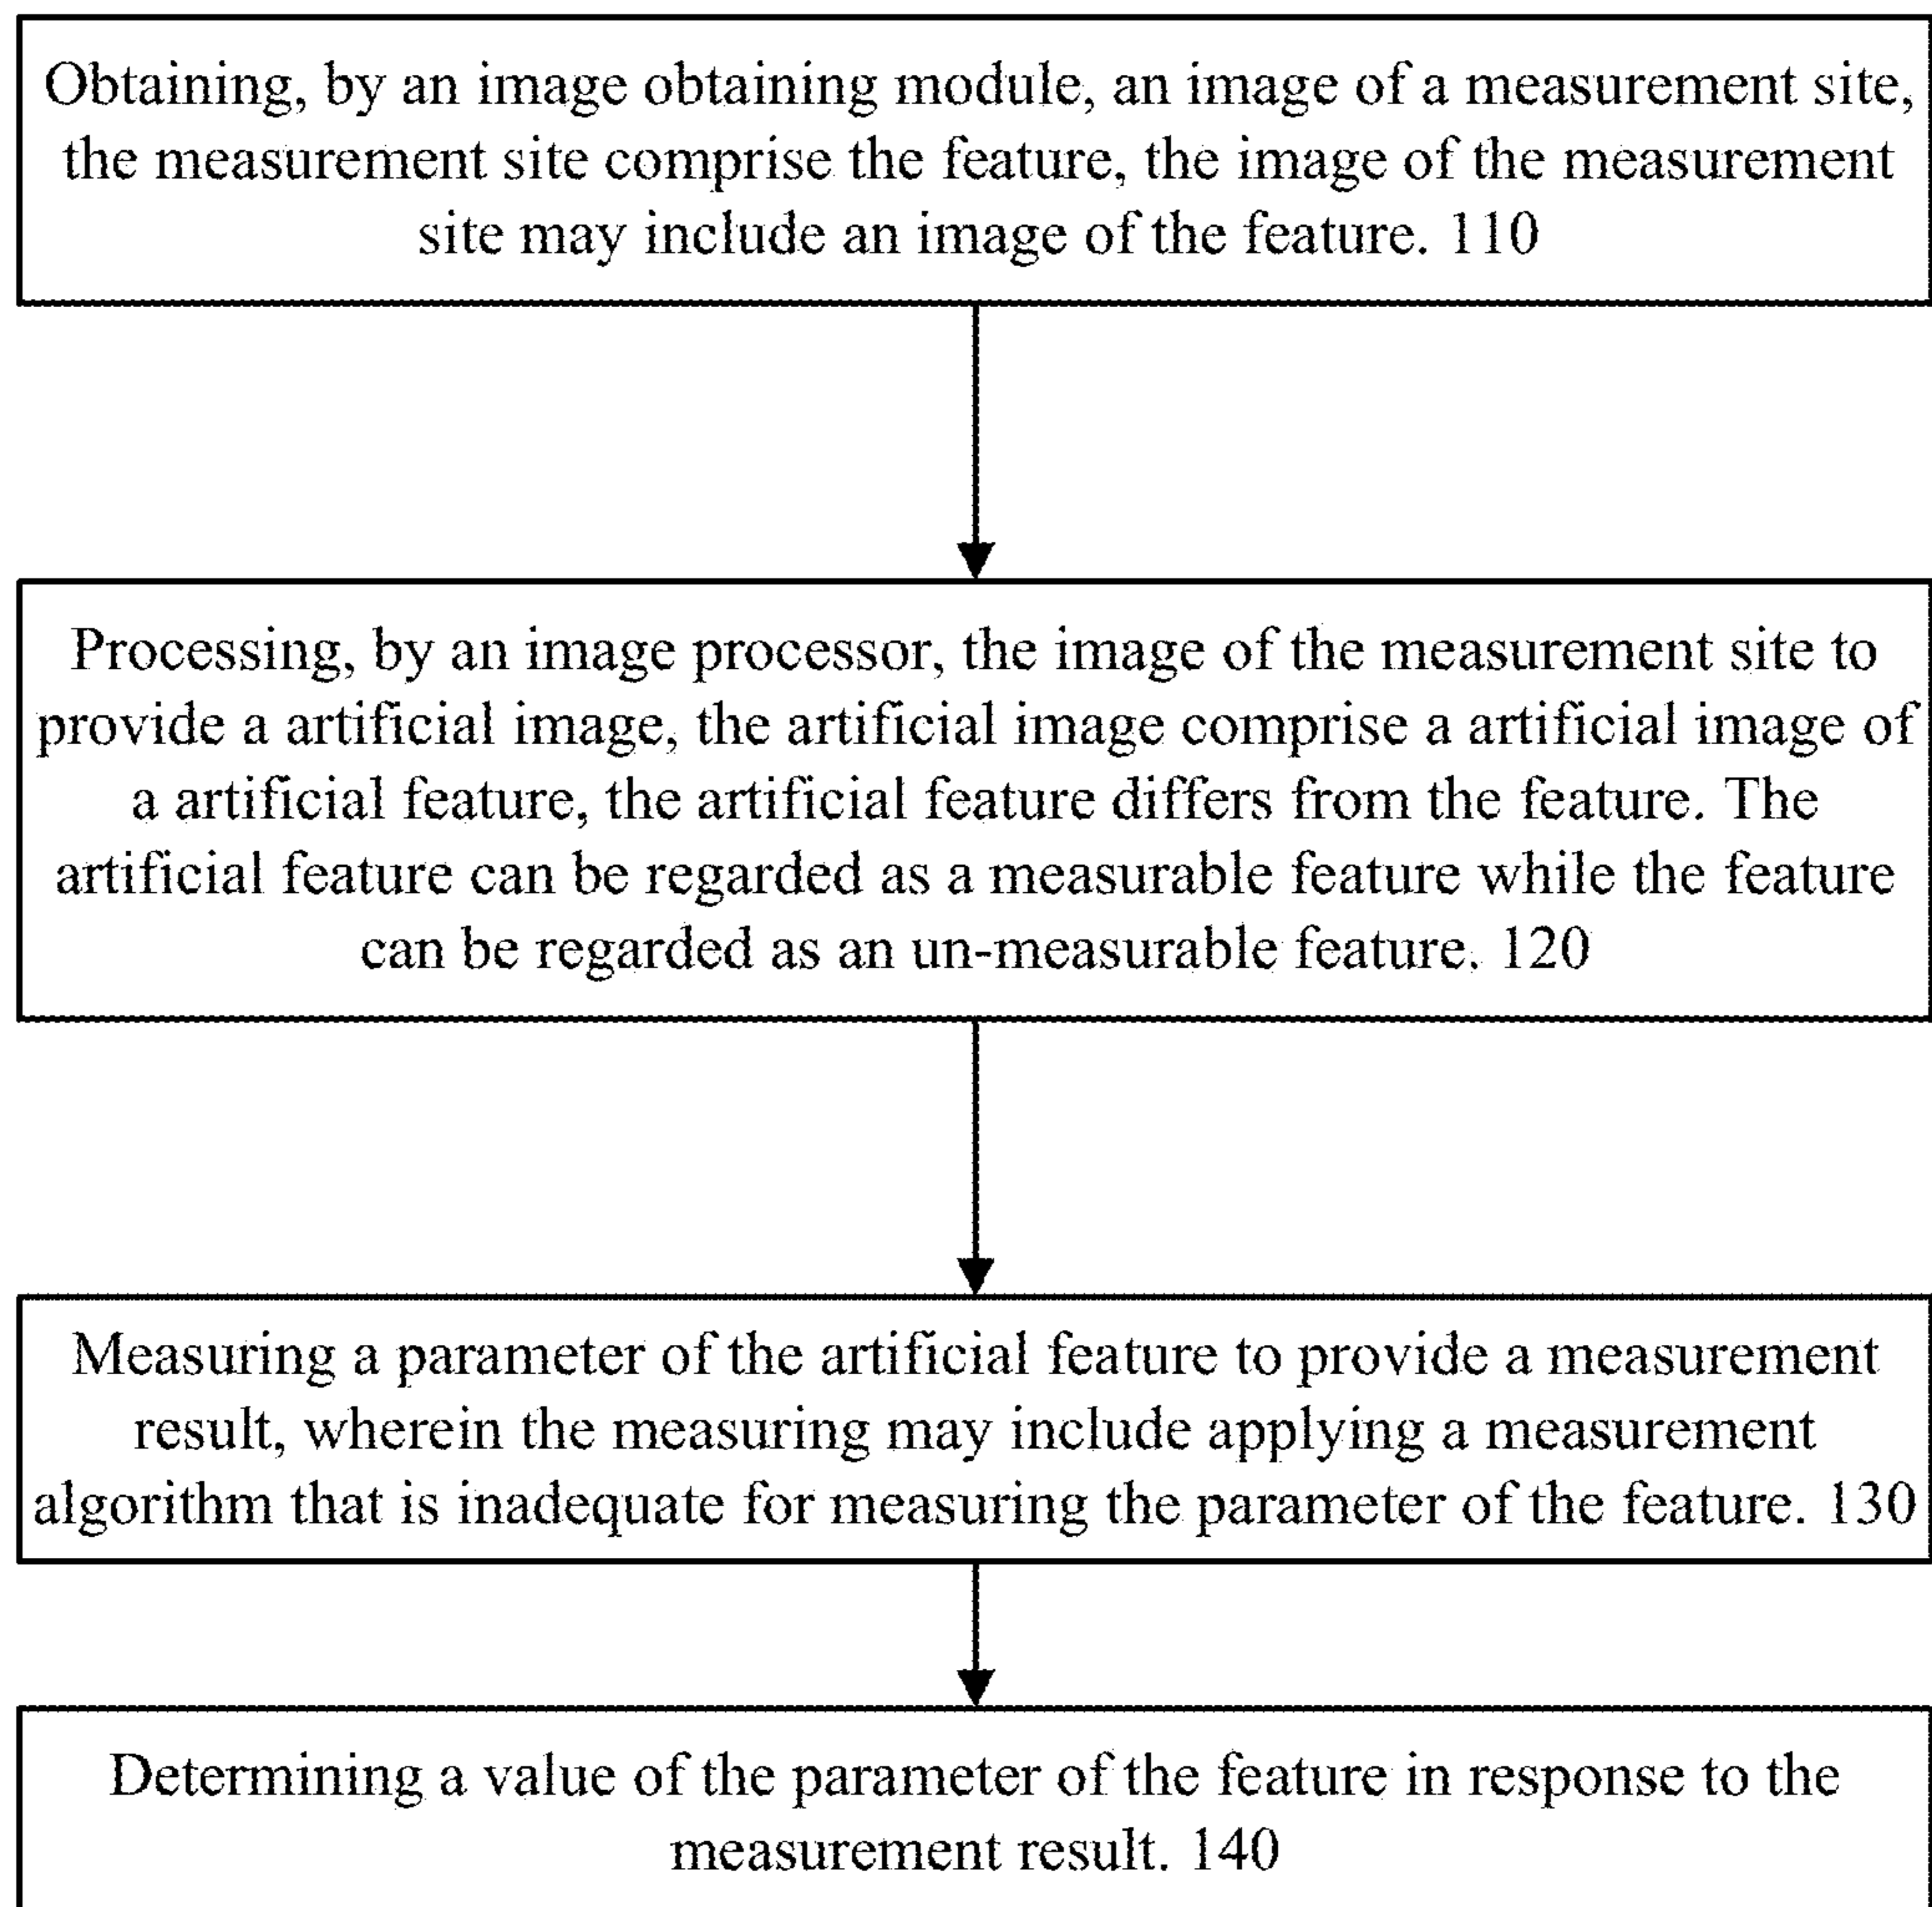 Obtaining, by an image obtaining module, an image of a measurement site,
the measurement site comprise the feature, the image of the measurement
site may include an image of the feature. 110
Processing, by an image processor, the image of the measurement site to
provide a artificial image, the artificial image comprise a artificial image of
a artificial feature, the artificial feature differs from the feature. The
artificial feature can be regarded as a measurable feature while the feature
can be regarded as an un-measurable feature. 120
Measuring a parameter of the artificial feature to provide a measurement
result, wherein the measuring may include applying a measurement
algorithm that is inadequate for measuring the parameter of the feature. 130
Determining a value of the parameter of the feature in response to the
measurement result. 140